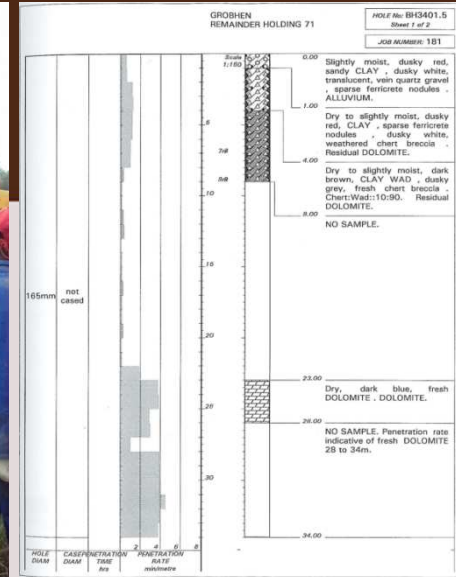 GROBHEN
REMAINDER HOLDING 71
HOLE No: BH3401.5
Sheet 1 of 2
JOB NUMBER: 181
Scale
1:150
0.00
Slightly moist, dusky red,
sandy CLAY , dusky white,
translucent, vein quartz gravel
, sparse ferricrete nodules .
ALLUVIUM.
1.00
Dry to slightly moist, dusky
red, CLAY , sparse ferricrete
nodules , dusky white,
weathered chert breccia .
Residual DOLOMITE.
4.00
Dry to slightly moist, dark
brown, CLAY WAD , dusky
grey, fresh chert breccia .
Chert:Wad::10:90. Residual
DOLOMITE.
9.00
NO SAMPLE.
5
10
15
165mm
not
cased
20
23.00
Dry, dark blue, fresh
DOLOMITE . DOLOMITE.
26.00
NO SAMPLE. Penetration rate
indicative of fresh DOLOMITE
28 to 34m.
30
34.00
2 4 6 8
HOLE
DIAM
CASE
DIAM
PENETRATION
TIME
hrs
PENETRATION
RATE
min/metre